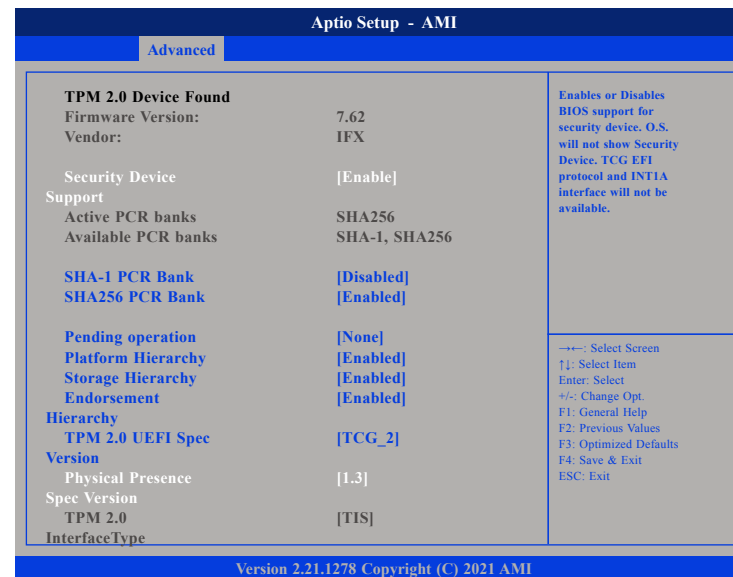 Aptio Setup - AMI
Advanced
TPM 2.0 Device Found
Firmware Version: 7.62
Vendor: IFX
Security Device [Enable]
Support
Active PCR banks SHA256
Available PCR banks SHA-1, SHA256
SHA-1 PCR Bank [Disabled]
SHA256 PCR Bank [Enabled]
Pending operation [None]
Platform Hierarchy [Enabled]
Storage Hierarchy [Enabled]
Endorsement [Enabled]
Hierarchy
TPM 2.0 UEFI Spec [TCG_2]
Version
Physical Presence [1.3]
Spec Version
TPM 2.0 [TIS]
InterfaceType
Enables or Disables
BIOS support for
security device. O.S.
will not show Security
Device. TCG EFI
protocol and INT1A
interface will not be
available.
→←: Select Screen
↑↓: Select Item
Enter: Select
+/-: Change Opt.
F1: General Help
F2: Previous Values
F3: Optimized Defaults
F4: Save & Exit
ESC: Exit
Version 2.21.1278 Copyright (C) 2021 AMI